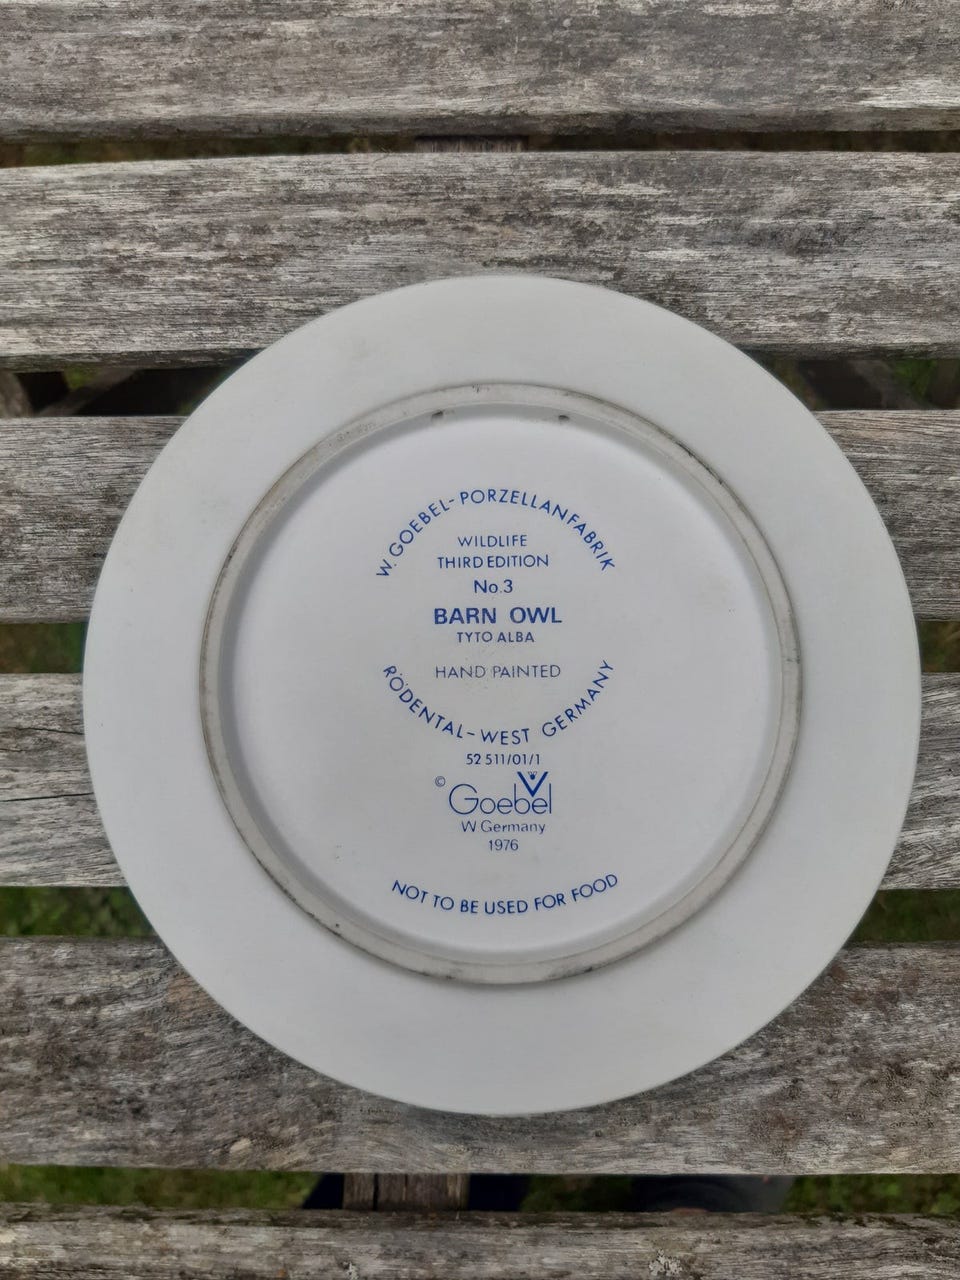 W. GOEBEL-PORZELLANFABRIK
WILDLIFE
THIRD EDITION
No.3
BARN OWL
TYTO ALBA
HAND PAINTED
RÖDENTAL-WEST GERMANY
52 511/01/1
© Goebel
W Germany
1976
NOT TO BE USED FOR FOOD